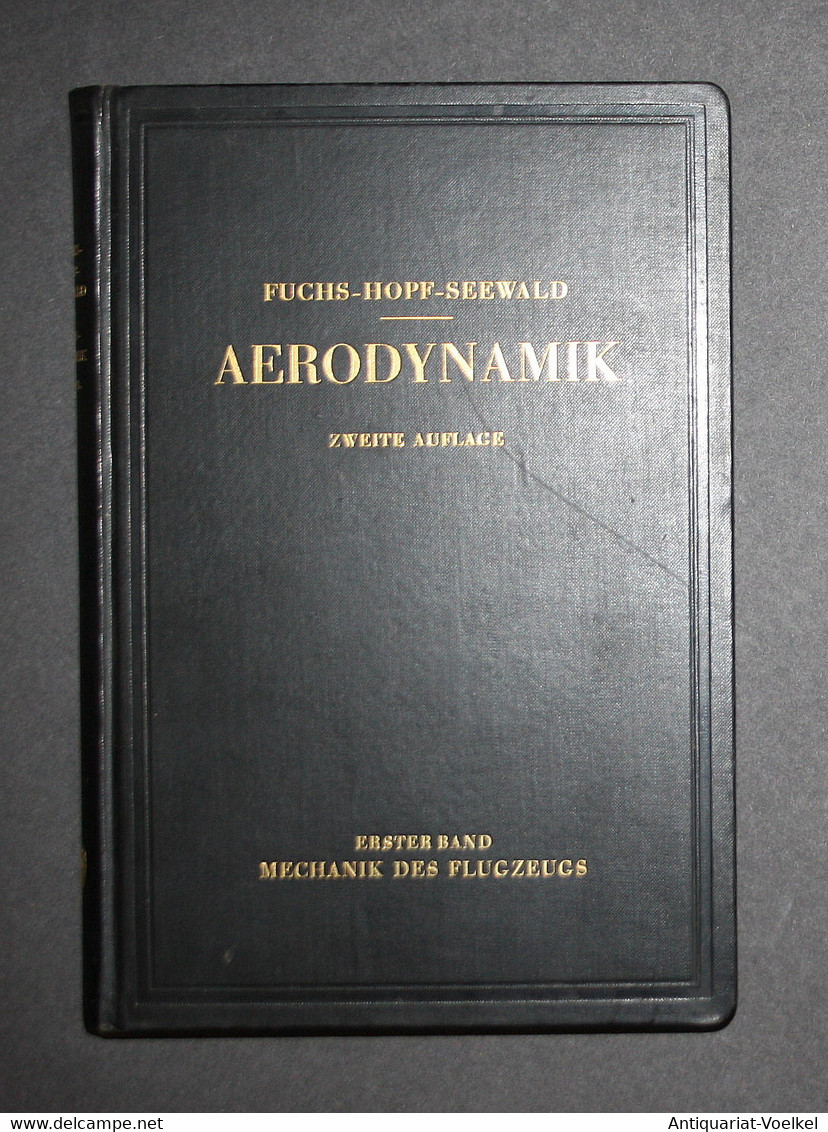 FUCHS-HOPF-SEEWALD
AERODYNAMIK
ZWEITE AUFLAGE
ERSTER BAND
MECHANIK DES FLUGZEUGS
www.delcampe.net
Antiquariat-Voelkel